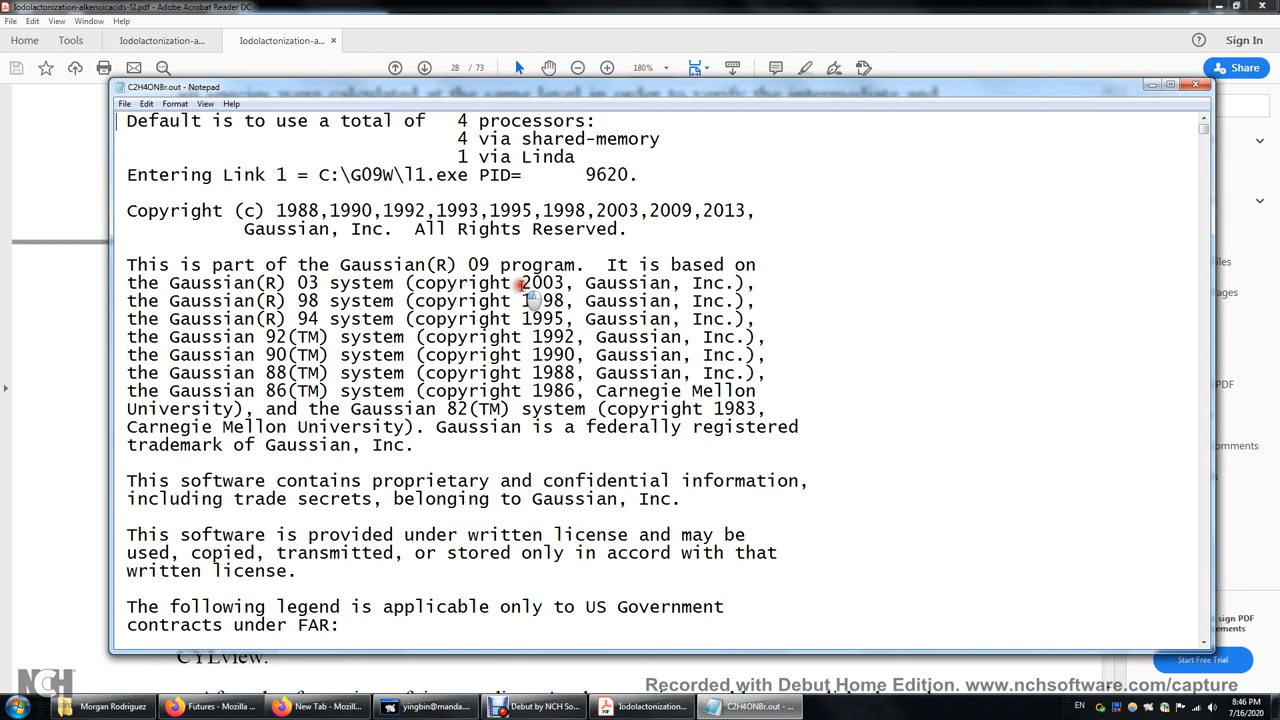 Iodolactonization-alkenoicacids-SI.pdf - Adobe Acrobat Reader DC
File Edit View Window Help
Home Tools Iodolactonization-a... Iodolactonization-a... × Sign In
28 / 73 180% Share
C2H4ONBr.out - Notepad
File Edit Format View Help
Default is to use a total of 4 processors:
4 via shared-memory
1 via Linda
Entering Link 1 = C:\G09W\l1.exe PID= 9620.
Copyright (c) 1988,1990,1992,1993,1995,1998,2003,2009,2013,
Gaussian, Inc. All Rights Reserved.
This is part of the Gaussian(R) 09 program. It is based on
the Gaussian(R) 03 system (copyright 2003, Gaussian, Inc.),
the Gaussian(R) 98 system (copyright 1998, Gaussian, Inc.),
the Gaussian(R) 94 system (copyright 1995, Gaussian, Inc.),
the Gaussian 92(TM) system (copyright 1992, Gaussian, Inc.),
the Gaussian 90(TM) system (copyright 1990, Gaussian, Inc.),
the Gaussian 88(TM) system (copyright 1988, Gaussian, Inc.),
the Gaussian 86(TM) system (copyright 1986, Carnegie Mellon
University), and the Gaussian 82(TM) system (copyright 1983,
Carnegie Mellon University). Gaussian is a federally registered
trademark of Gaussian, Inc.
This software contains proprietary and confidential information,
including trade secrets, belonging to Gaussian, Inc.
This software is provided under written license and may be
used, copied, transmitted, or stored only in accord with that
written license.
The following legend is applicable only to US Government
contracts under FAR:
iles
ages
PDF
omments
s
sign PDF
reements.
Start Free Trial
CYLview.
NCH
Recorded with Debut Home Edition. www.nchsoftware.com/capture
Morgan Rodriguez Futures - Mozilla ... New Tab - Mozilla... yingbin@manda... Debut by NCH So... Iodolactonization... C2H4ONBr.out - ... EN 8:46 PM
7/16/2020